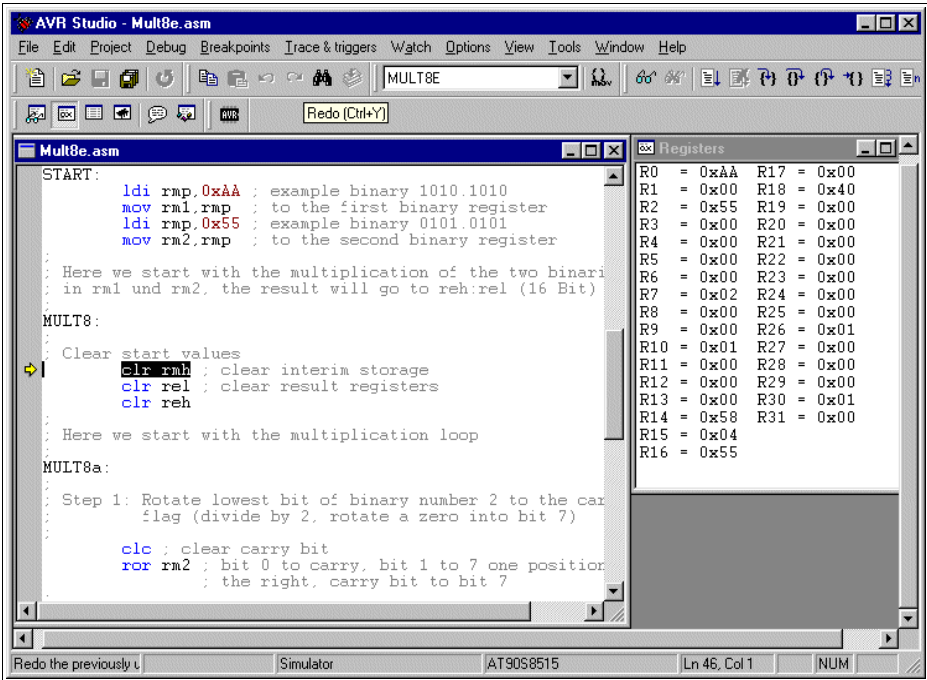 AVR Studio - Mult8e.asm
File Edit Project Debug Breakpoints Trace & triggers Watch Options View Tools Window Help
MULT8E
AVR
Redo (Ctrl+Y)
Mult8e.asm
START:
ldi rmp,0xAA ; example binary 1010.1010
mov rm1,rmp ; to the first binary register
ldi rmp,0x55 ; example binary 0101.0101
mov rm2,rmp ; to the second binary register
;
; Here we start with the multiplication of the two binari
; in rm1 und rm2, the result will go to reh:rel (16 Bit)
;
MULT8:
;
; Clear start values
clr rmh ; clear interim storage
clr rel ; clear result registers
clr reh
;
; Here we start with the multiplication loop
;
MULT8a:
;
; Step 1: Rotate lowest bit of binary number 2 to the car
; flag (divide by 2, rotate a zero into bit 7)
;
clc ; clear carry bit
ror rm2 ; bit 0 to carry, bit 1 to 7 one position
; the right, carry bit to bit 7
Registers
R0 = 0xAA R17 = 0x00
R1 = 0x00 R18 = 0x40
R2 = 0x55 R19 = 0x00
R3 = 0x00 R20 = 0x00
R4 = 0x00 R21 = 0x00
R5 = 0x00 R22 = 0x00
R6 = 0x00 R23 = 0x00
R7 = 0x02 R24 = 0x00
R8 = 0x00 R25 = 0x00
R9 = 0x00 R26 = 0x01
R10 = 0x01 R27 = 0x00
R11 = 0x00 R28 = 0x00
R12 = 0x00 R29 = 0x00
R13 = 0x00 R30 = 0x01
R14 = 0x58 R31 = 0x00
R15 = 0x04
R16 = 0x55
Redo the previously u Simulator AT90S8515 Ln 46, Col 1 NUM